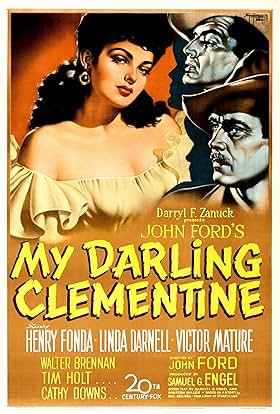 Darryl F. Zanuck
presents
JOHN FORD'S
MY DARLING
CLEMENTINE
Starring
HENRY FONDA · LINDA DARNELL · VICTOR MATURE
WALTER BRENNAN
TIM HOLT ....
CATHY DOWNS ..
20TH
CENTURY-FOX
DIRECTED BY
JOHN FORD
PRODUCED BY
SAMUEL G. ENGEL